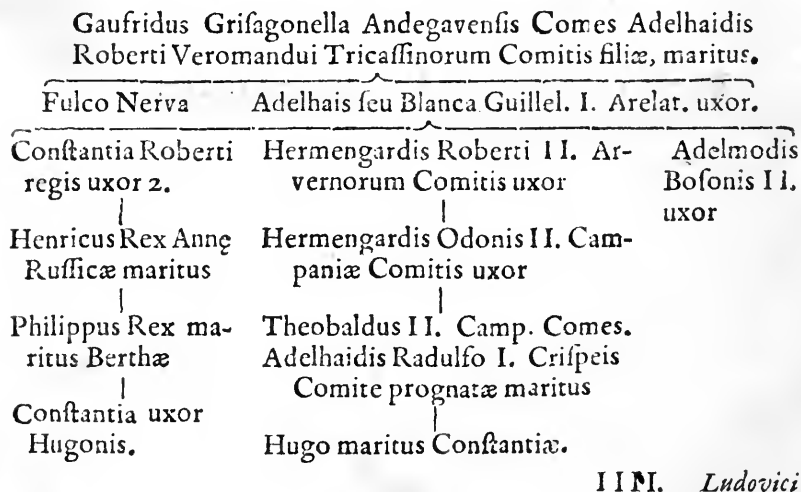 Gaufridus Griſagonella Andegavenſis Comes Adelhaidis
Roberti Veromandui Tricaſſinorum Comitis filiæ, maritus.
Fulco Nerva Adelhais ſeu Blanca Guillel. I. Arelat. uxor.
Conſtantia Roberti
regis uxor 2.
Henricus Rex Annę
Ruſſicæ maritus
Philippus Rex ma-
ritus Berthæ
Conſtantia uxor
Hugonis.
Hermengardis Roberti II. Ar-
vernorum Comitis uxor
Hermengardis Odonis II. Cam-
paniæ Comitis uxor
Theobaldus II. Camp. Comes.
Adelhaidis Radulfo I. Criſpeis
Comite prognatæ maritus
Hugo maritus Conſtantiæ.
Adelmodis
Boſonis II.
uxor
Ludovici